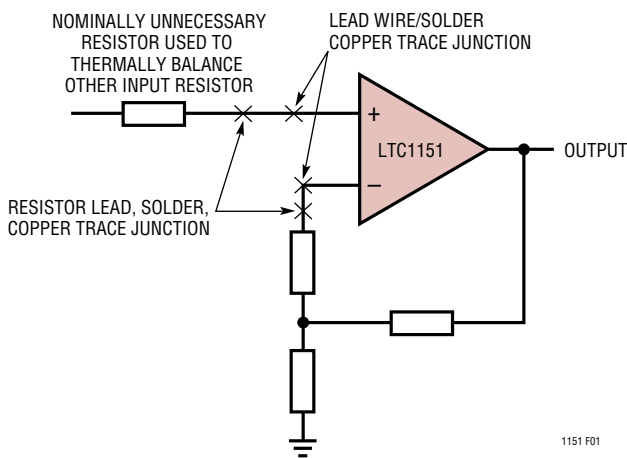 NOMINALLY UNNECESSARY
RESISTOR USED TO
THERMALLY BALANCE
OTHER INPUT RESISTOR
LEAD WIRE/SOLDER
COPPER TRACE JUNCTION
+
LTC1151
–
OUTPUT
RESISTOR LEAD, SOLDER,
COPPER TRACE JUNCTION
1151 F01